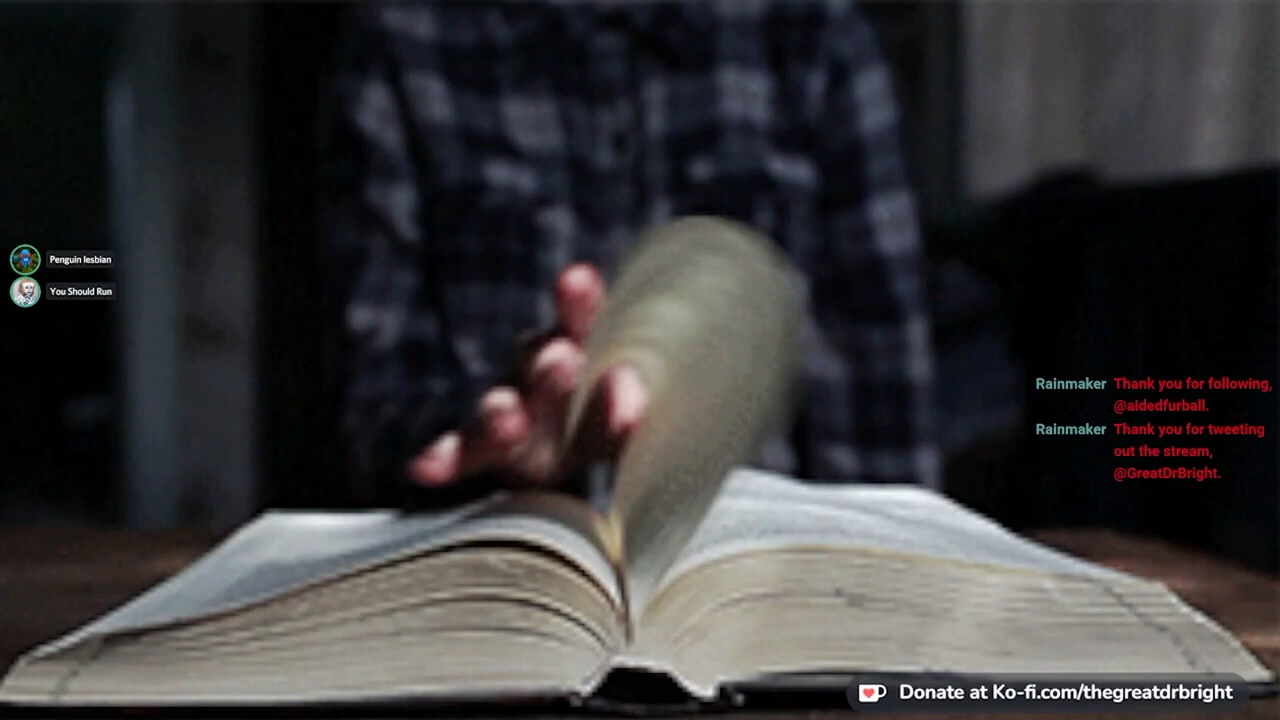 Penguin lesbian
You Should Run
Rainmaker Thank you for following,
@aidedfurball.
Rainmaker Thank you for tweeting
out the stream,
@GreatDrBright.
Donate at Ko-fi.com/thegreatdrbright